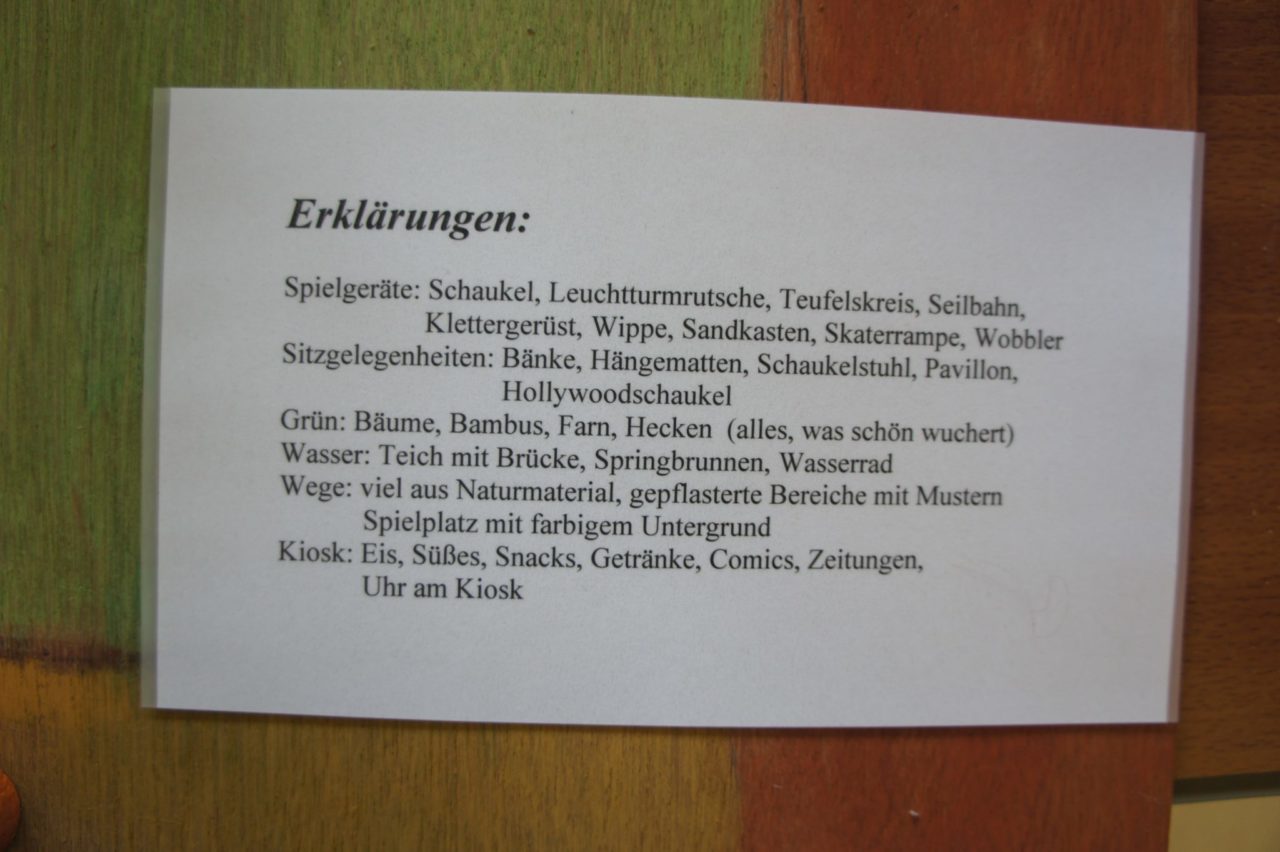 Erklärungen:
Spielgeräte: Schaukel, Leuchtturmrutsche, Teufelskreis, Seilbahn,
Klettergerüst, Wippe, Sandkasten, Skaterrampe, Wobbler
Sitzgelegenheiten: Bänke, Hängematten, Schaukelstuhl, Pavillon,
Hollywoodschaukel
Grün: Bäume, Bambus, Farn, Hecken (alles, was schön wuchert)
Wasser: Teich mit Brücke, Springbrunnen, Wasserrad
Wege: viel aus Naturmaterial, gepflasterte Bereiche mit Mustern
Spielplatz mit farbigem Untergrund
Kiosk: Eis, Süßes, Snacks, Getränke, Comics, Zeitungen,
Uhr am Kiosk